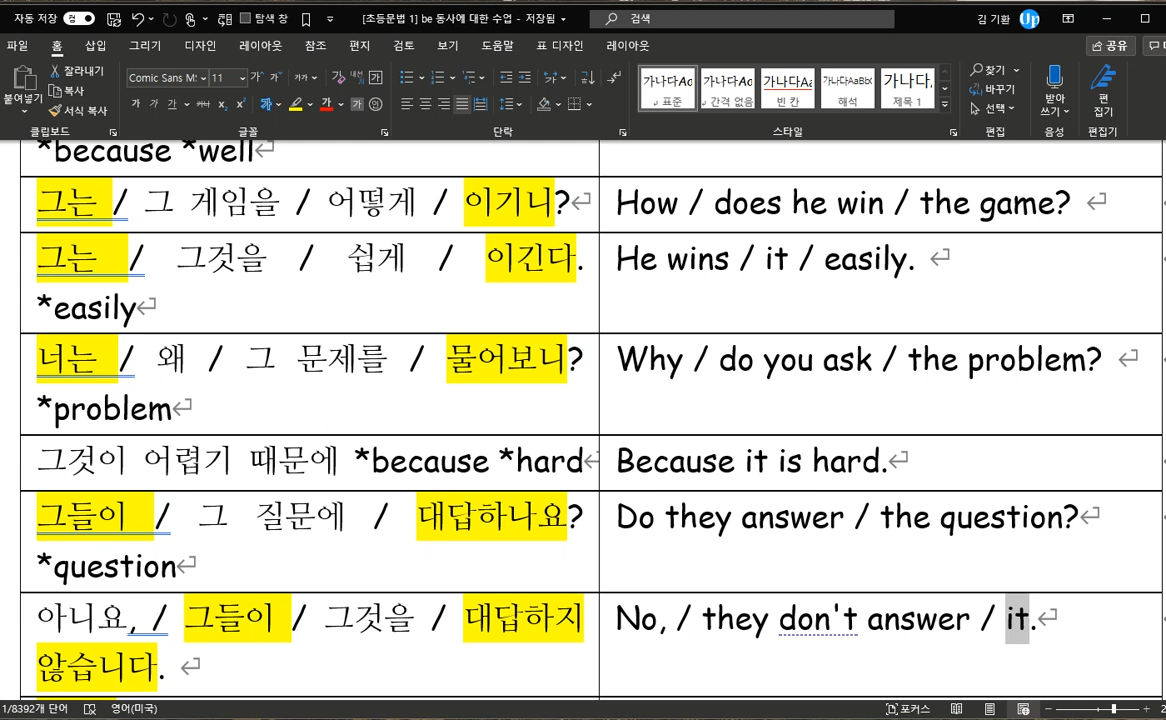 자동 저장 켬 탐색 창 [초등문법 1] be 동사에 대한 수업 - 저장됨 검색 김 기환
파일 홈 삽입 그리기 디자인 레이아웃 참조 편지 검토 보기 도움말 표 디자인 레이아웃 공유
붙여넣기 잘라내기 복사 서식 복사
Comic Sans M 11
가나다AaI 가나다AaI 가나다Aa 가나다AaBbC 가나다,
표준 간격 없음 빈 칸 해석 제목 1
찾기 바꾸기 선택 받아쓰기 편집기
클립보드 글꼴 단락 스타일 편집 음성 편집기
*because *well
그는 / 그 게임을 / 어떻게 / 이기니?
How / does he win / the game?
그는 / 그것을 / 쉽게 / 이긴다.
*easily
He wins / it / easily.
너는 / 왜 / 그 문제를 / 물어보니?
*problem
Why / do you ask / the problem?
그것이 어렵기 때문에 *because *hard
Because it is hard.
그들이 / 그 질문에 / 대답하나요?
*question
Do they answer / the question?
아니요, / 그들이 / 그것을 / 대답하지
않습니다.
No, / they don't answer / it.
1/8392개 단어 영어(미국) 포커스